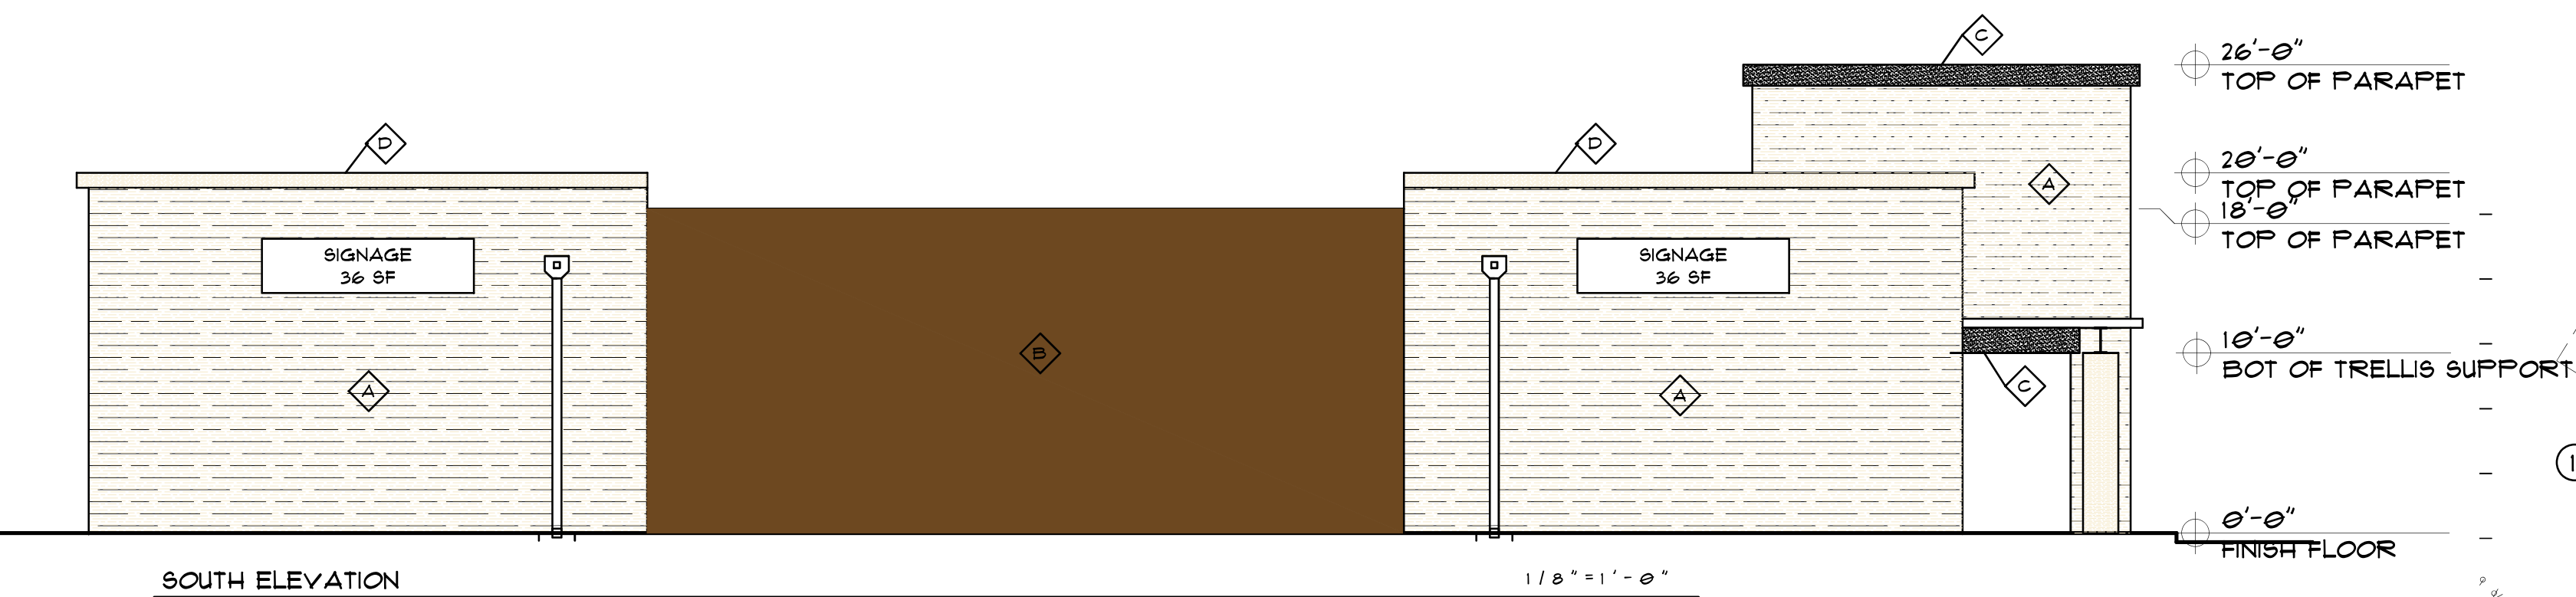 C
26'-0"
TOP OF PARAPET
D
D
20'-0"
TOP OF PARAPET
A
18'-0"
TOP OF PARAPET
SIGNAGE
36 SF
SIGNAGE
36 SF
10'-0"
BOT OF TRELLIS SUPPORT
B
A
A
C
1
0'-0"
FINISH FLOOR
SOUTH ELEVATION
1/8"=1'-0"